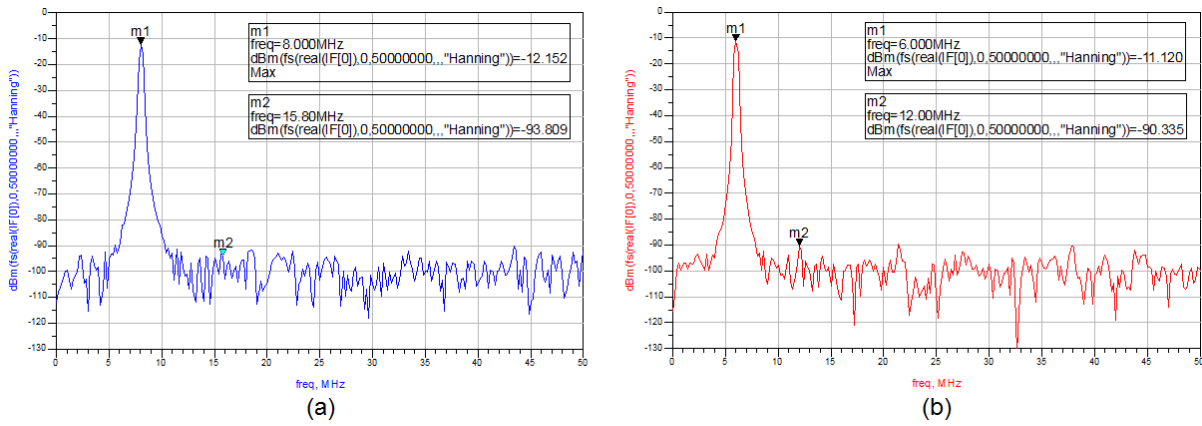 m1
m1
freq=8.000MHz
dBm(fs(real(IF[0]),0,50000000,,,"Hanning"))=-12.152
Max
m2
freq=15.80MHz
dBm(fs(real(IF[0]),0,50000000,,,"Hanning"))=-93.809
m2
dBm(fs(real(IF[0]),0,50000000,,,"Hanning"))
0
-10
-20
-30
-40
-50
-60
-70
-80
-90
-100
-110
-120
-130
0 5 10 15 20 25 30 35 40 45 50
freq, MHz
(a)
m1
m1
freq=6.000MHz
dBm(fs(real(IF[0]),0,50000000,,,"Hanning"))=-11.120
Max
m2
freq=12.00MHz
dBm(fs(real(IF[0]),0,50000000,,,"Hanning"))=-90.335
m2
dBm(fs(real(IF[0]),0,50000000,,,"Hanning"))
0
-10
-20
-30
-40
-50
-60
-70
-80
-90
-100
-110
-120
-130
0 5 10 15 20 25 30 35 40 45 50
freq, MHz
(b)